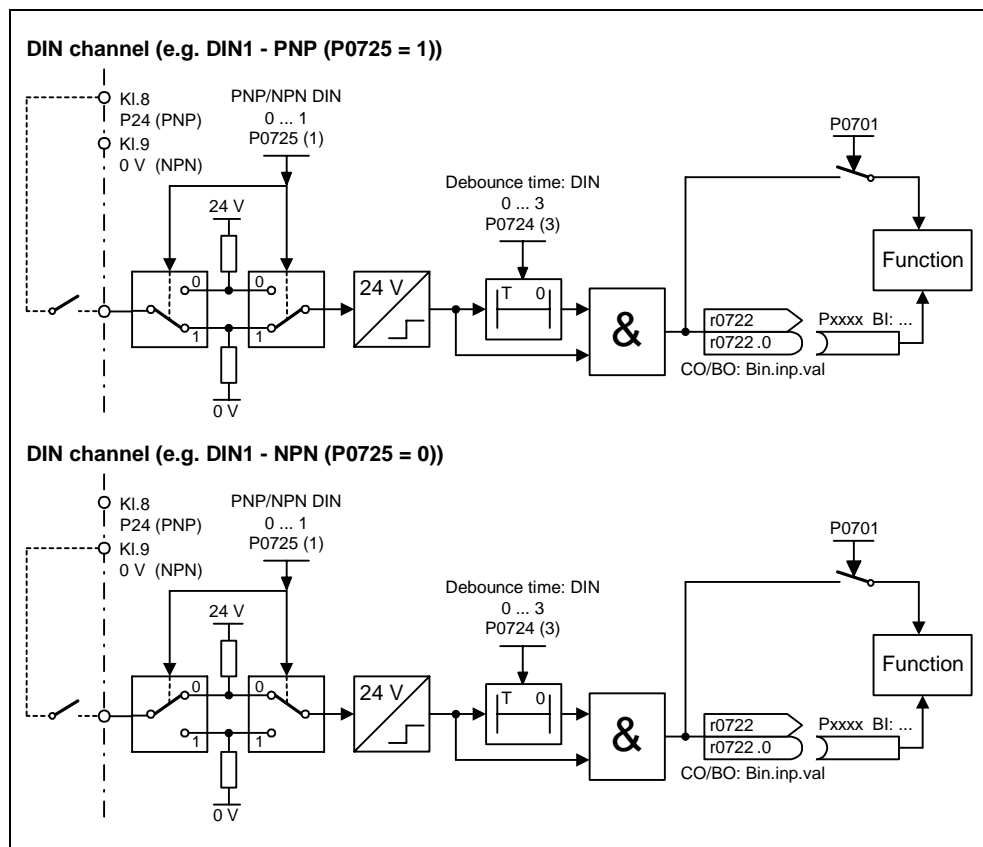 DIN channel (e.g. DIN1 - PNP (P0725 = 1))
Kl.8
P24 (PNP)
Kl.9
0 V (NPN)
PNP/NPN DIN
0 ... 1
P0725 (1)
P0701
Debounce time: DIN
0 ... 3
P0724 (3)
24 V
0
0
24 V
T 0
Function
1
1
&
r0722
r0722 .0
Pxxxx BI: ...
CO/BO: Bin.inp.val
0 V
DIN channel (e.g. DIN1 - NPN (P0725 = 0))
Kl.8
P24 (PNP)
Kl.9
0 V (NPN)
PNP/NPN DIN
0 ... 1
P0725 (1)
P0701
Debounce time: DIN
0 ... 3
P0724 (3)
24 V
0
0
24 V
T 0
Function
1
1
&
r0722
r0722 .0
Pxxxx BI: ...
CO/BO: Bin.inp.val
0 V